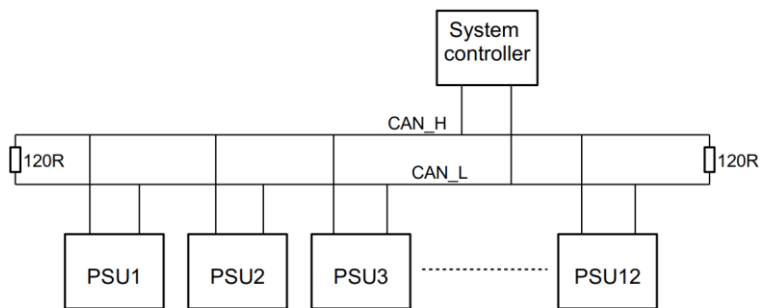 System
controller
CAN_H
120R
120R
CAN_L
PSU1
PSU2
PSU3
PSU12